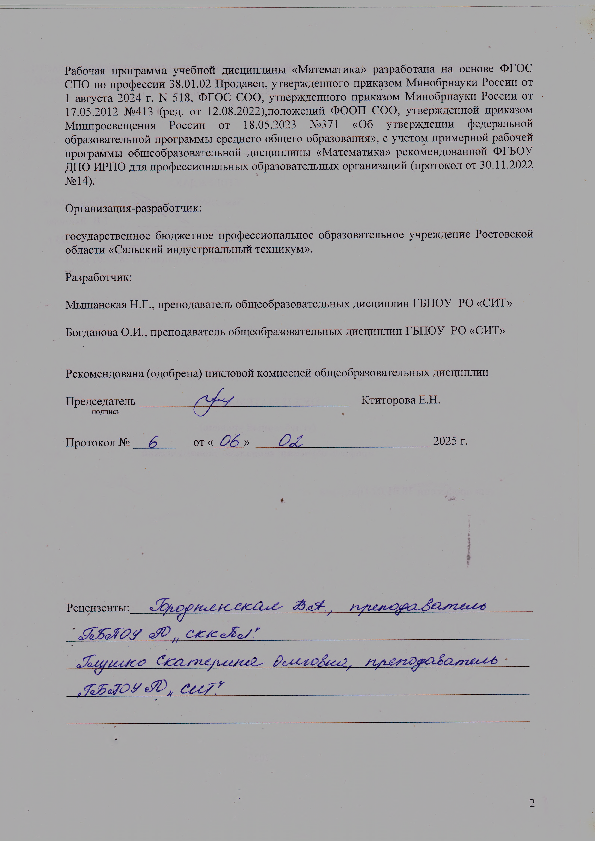 Рабочая программа учебной дисциплины «Математика» разработана на основе ФГОС
СПО по профессии 38.01.02 Продавец, утвержденного приказом Минобрнауки России от
1 августа 2024 г. N 518, ФГОС СОО, утвержденного приказом Минобрнауки России от
17.05.2012 №413 (ред. от 12.08.2022),положений ФООП СОО, утвержденной приказом
Минпросвещения России от 18.05.2023 №371 «Об утверждении федеральной
образовательной программы среднего общего образования», с учетом примерной рабочей
программы общеобразовательной дисциплины «Математика» рекомендованной ФГБОУ
ДПО ИРПО для профессиональных образовательных организаций (протокол от 30.11.2022
№14).
Организация-разработчик:
государственное бюджетное профессиональное образовательное учреждение Ростовской
области «Сальский индустриальный техникум».
Разработчик:
Мышанская Н.Г., преподаватель общеобразовательных дисциплин ГБПОУ РО «СИТ»
Богданова О.И., преподаватель общеобразовательных дисциплин ГБПОУ РО «СИТ»
Рекомендована (одобрена) цикловой комиссией общеобразовательных дисциплин
Председатель Ктиторова Е.Н.
подпись
Протокол № 6 от « 06 » 02 2025 г.
Рецензенты: В.А., преподаватель
ГБПОУ РО
Глушко Екатерина Олеговна, преподаватель
ГБПОУ РО „СИТ"
2